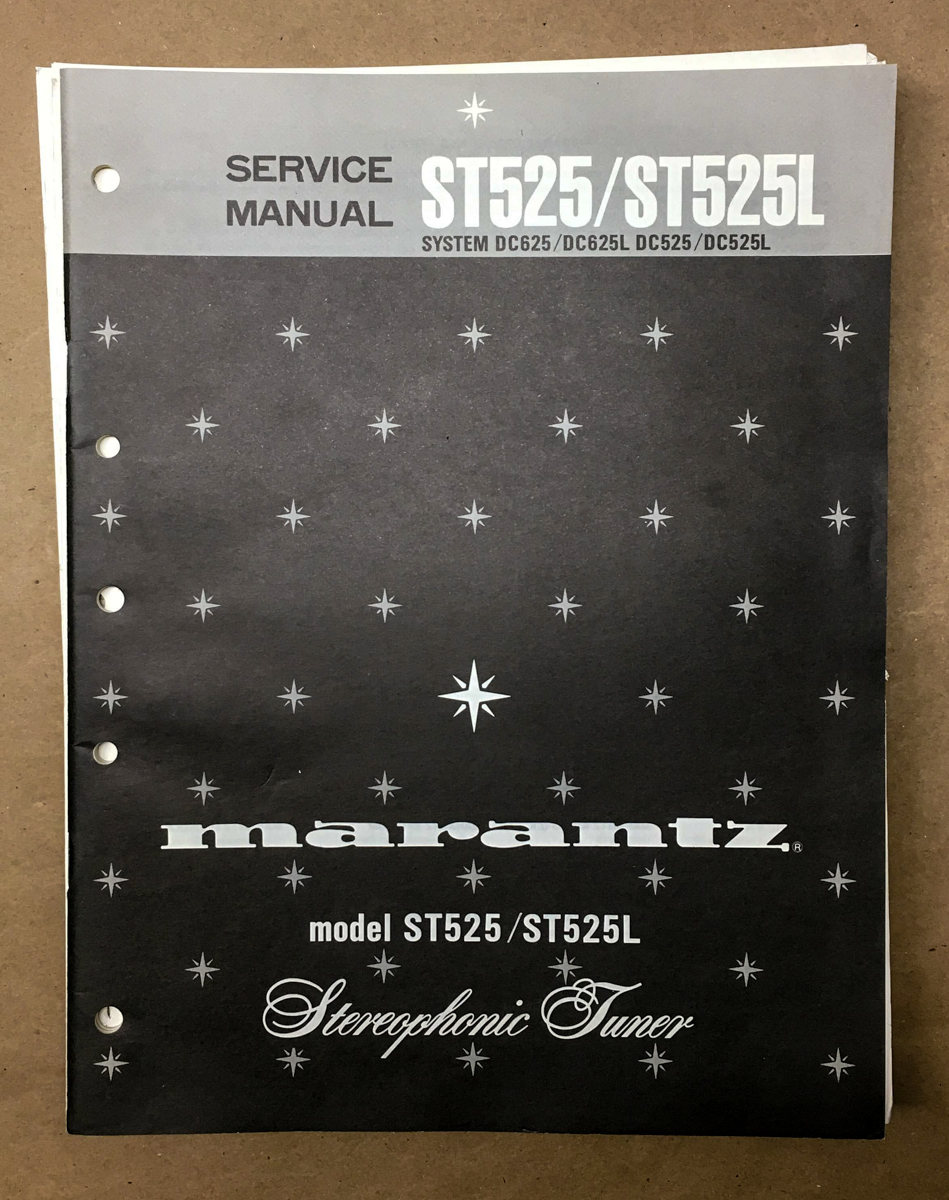 SERVICE MANUAL
ST525/ST525L
SYSTEM DC625/DC625L DC525/DC525L
marantz®
model ST525/ST525L
Stereophonic Tuner